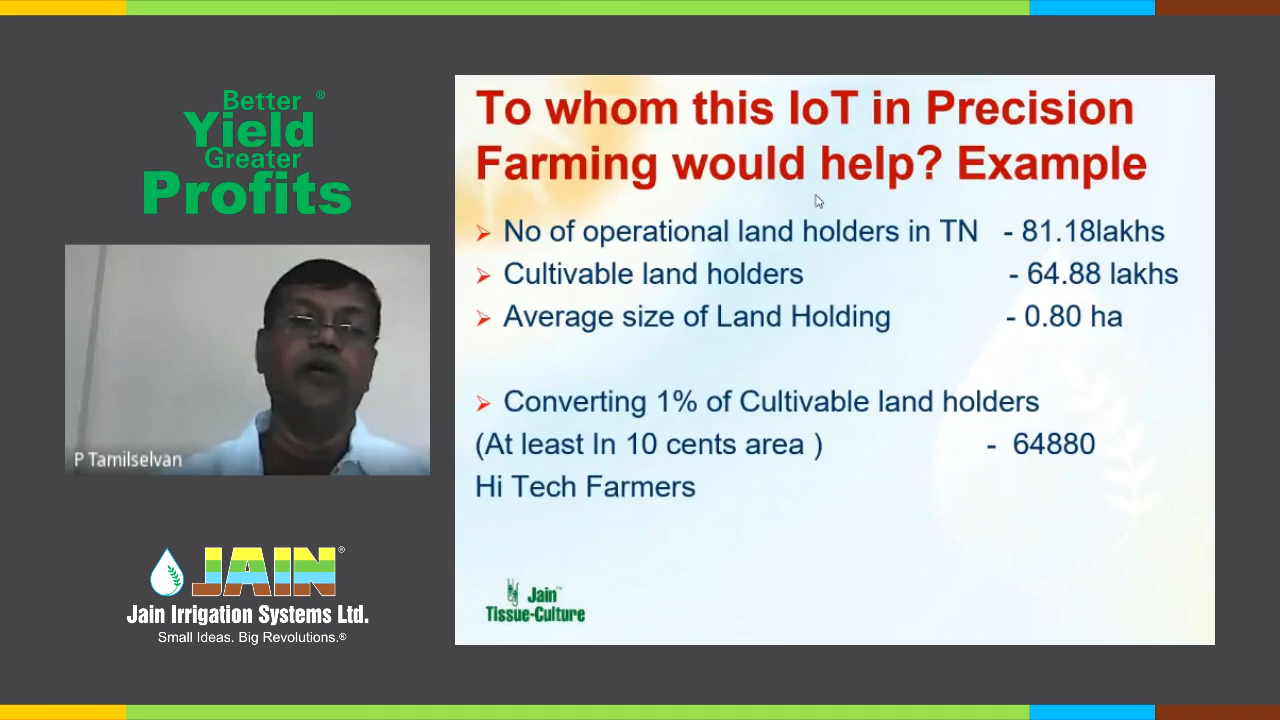 Better ®
Yield
Greater
Profits
P Tamilselvan
JAIN®
Jain Irrigation Systems Ltd.
Small Ideas. Big Revolutions.®
To whom this IoT in Precision
Farming would help? Example
No of operational land holders in TN - 81.18lakhs
Cultivable land holders - 64.88 lakhs
Average size of Land Holding - 0.80 ha
Converting 1% of Cultivable land holders
(At least In 10 cents area ) - 64880
Hi Tech Farmers
Jain™
Tissue-Culture